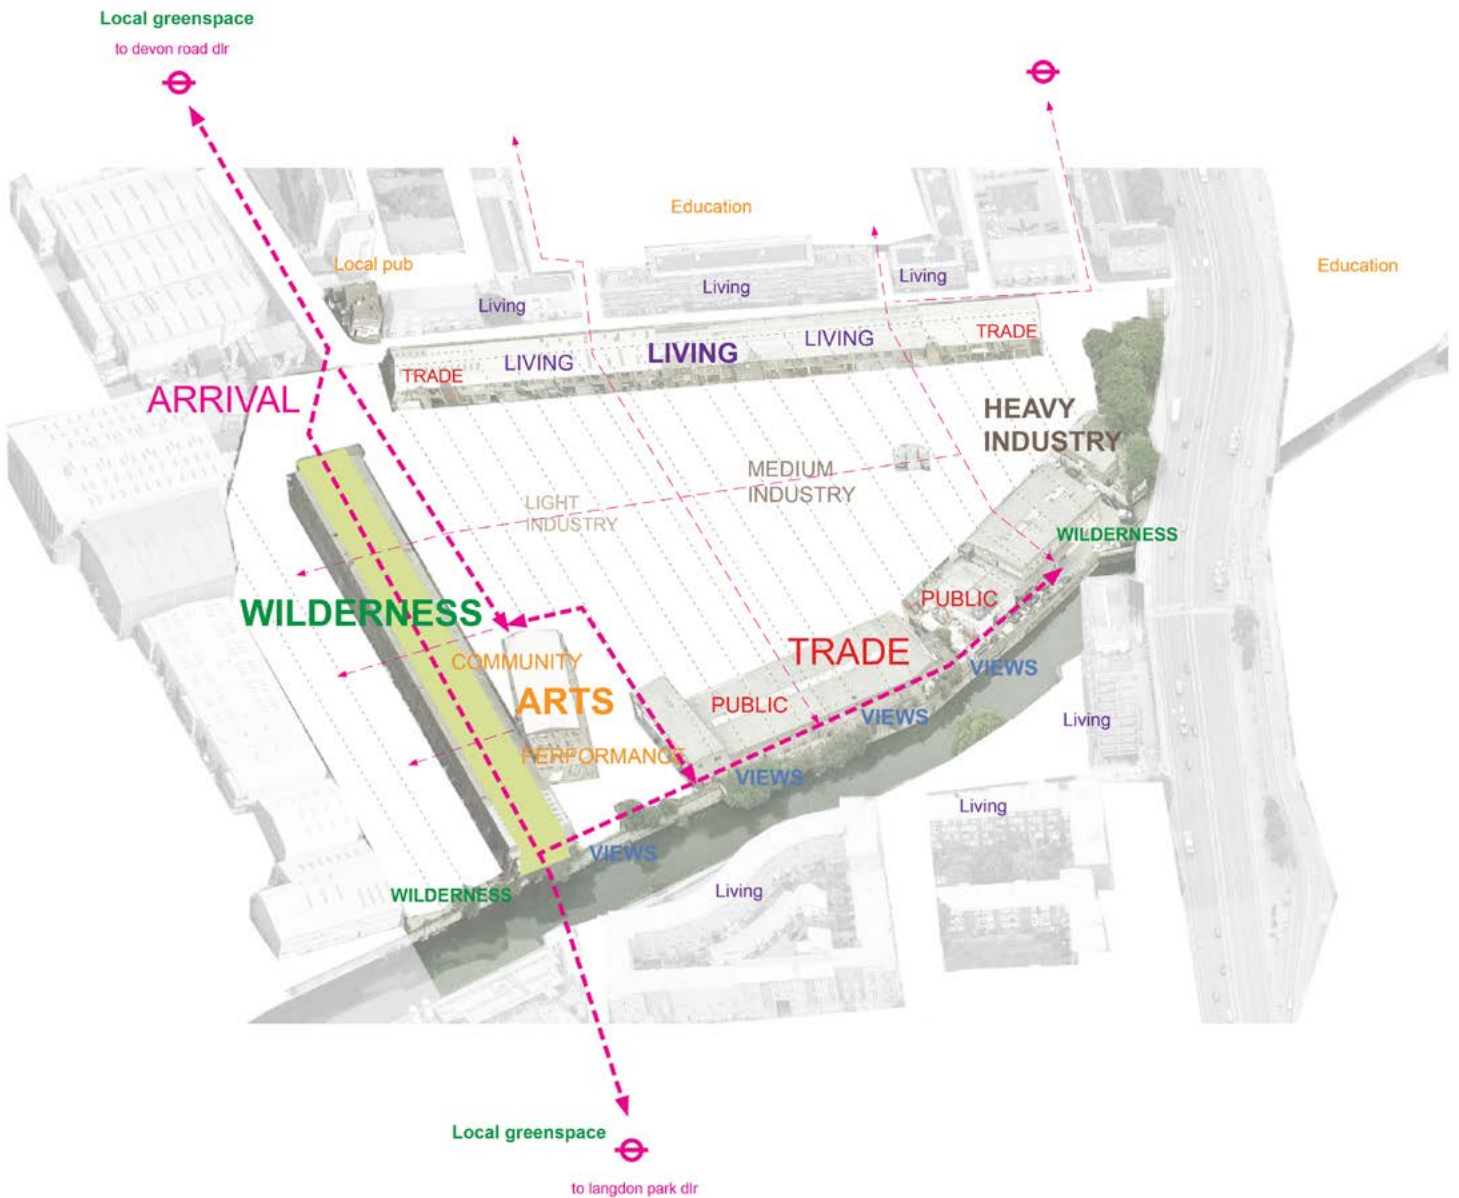 Local greenspace
to devon road dlr
Education
Local pub
Education
Living
Living
Living
TRADE
LIVING
LIVING
LIVING
TRADE
ARRIVAL
HEAVY
INDUSTRY
MEDIUM
INDUSTRY
LIGHT
INDUSTRY
WILDERNESS
WILDERNESS
PUBLIC
COMMUNITY
TRADE
VIEWS
ARTS
PUBLIC
VIEWS
Living
PERFORMANCE
VIEWS
Living
VIEWS
Living
WILDERNESS
Local greenspace
to langdon park dlr